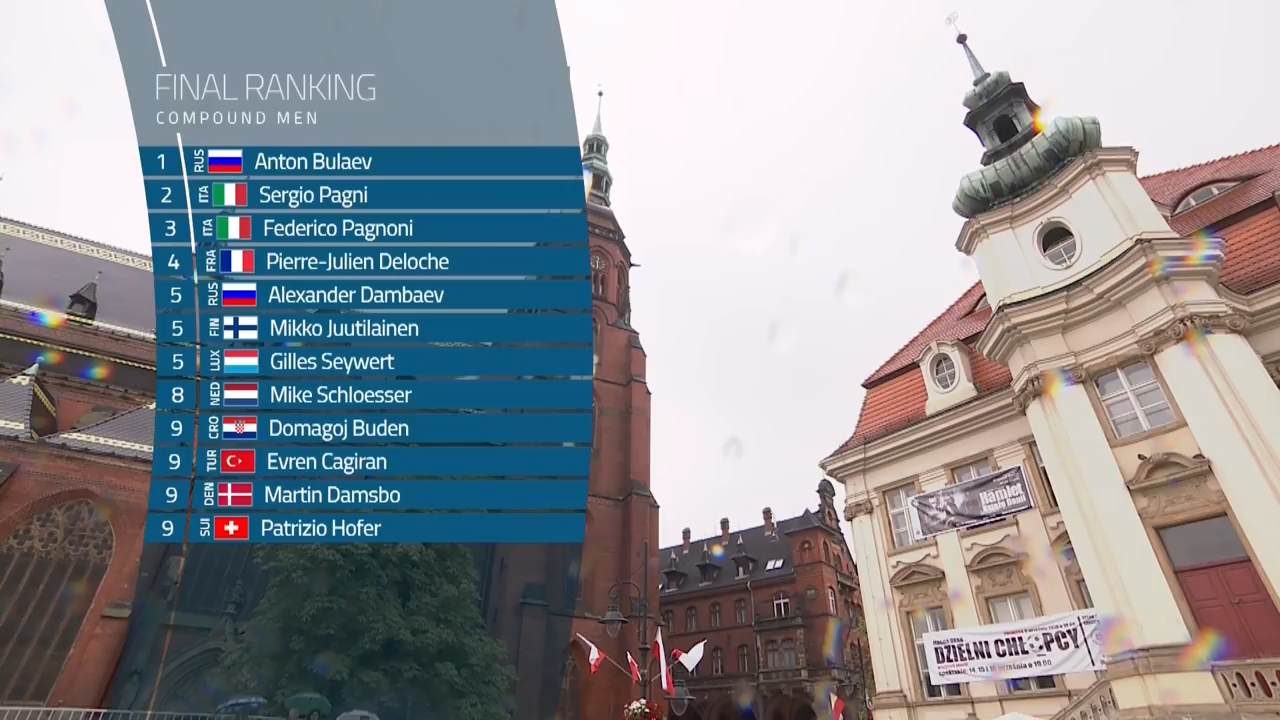 FINAL RANKING
COMPOUND MEN
1 RUS Anton Bulaev
2 ITA Sergio Pagni
3 ITA Federico Pagnoni
4 FRA Pierre-Julien Deloche
5 RUS Alexander Dambaev
5 FIN Mikko Juutilainen
5 LUX Gilles Seywert
8 NED Mike Schloesser
9 CRO Domagoj Buden
9 TUR Evren Cagiran
9 DEN Martin Damsbo
9 SUI Patrizio Hofer
Hamlet
DZIELNI CHŁOPCY